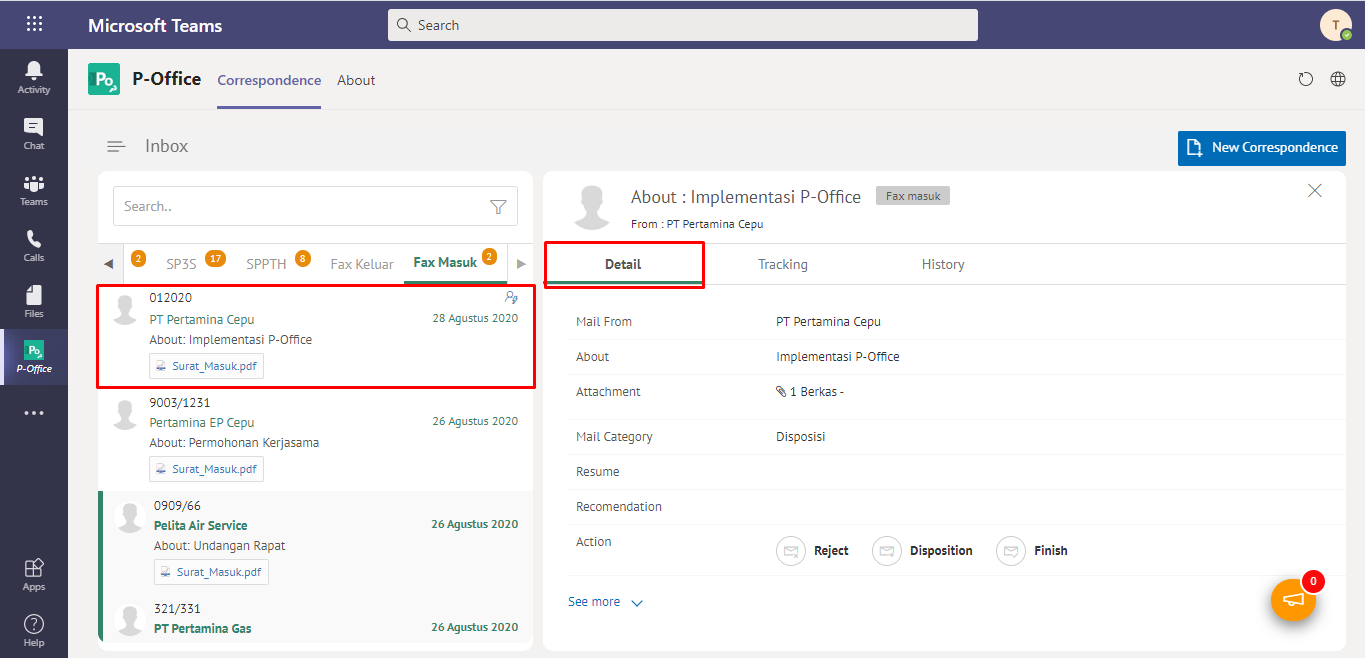 Microsoft Teams
Search
T
Activity
Chat
Teams
Calls
Files
Po
P-Office
Apps
Help
Po
P-Office
Correspondence
About
Inbox
New Correspondence
Search..
2
SP3S 17
SPPTH 8
Fax Keluar
Fax Masuk 2
012020
PT Pertamina Cepu
28 Agustus 2020
About: Implementasi P-Office
Surat_Masuk.pdf
9003/1231
Pertamina EP Cepu
26 Agustus 2020
About: Permohonan Kerjasama
Surat_Masuk.pdf
0909/66
Pelita Air Service
26 Agustus 2020
About: Undangan Rapat
Surat_Masuk.pdf
321/331
PT Pertamina Gas
26 Agustus 2020
About : Implementasi P-Office
Fax masuk
From : PT Pertamina Cepu
Detail
Tracking
History
Mail From
PT Pertamina Cepu
About
Implementasi P-Office
Attachment
1 Berkas -
Mail Category
Disposisi
Resume
Recomendation
Action
Reject
Disposition
Finish
See more
0